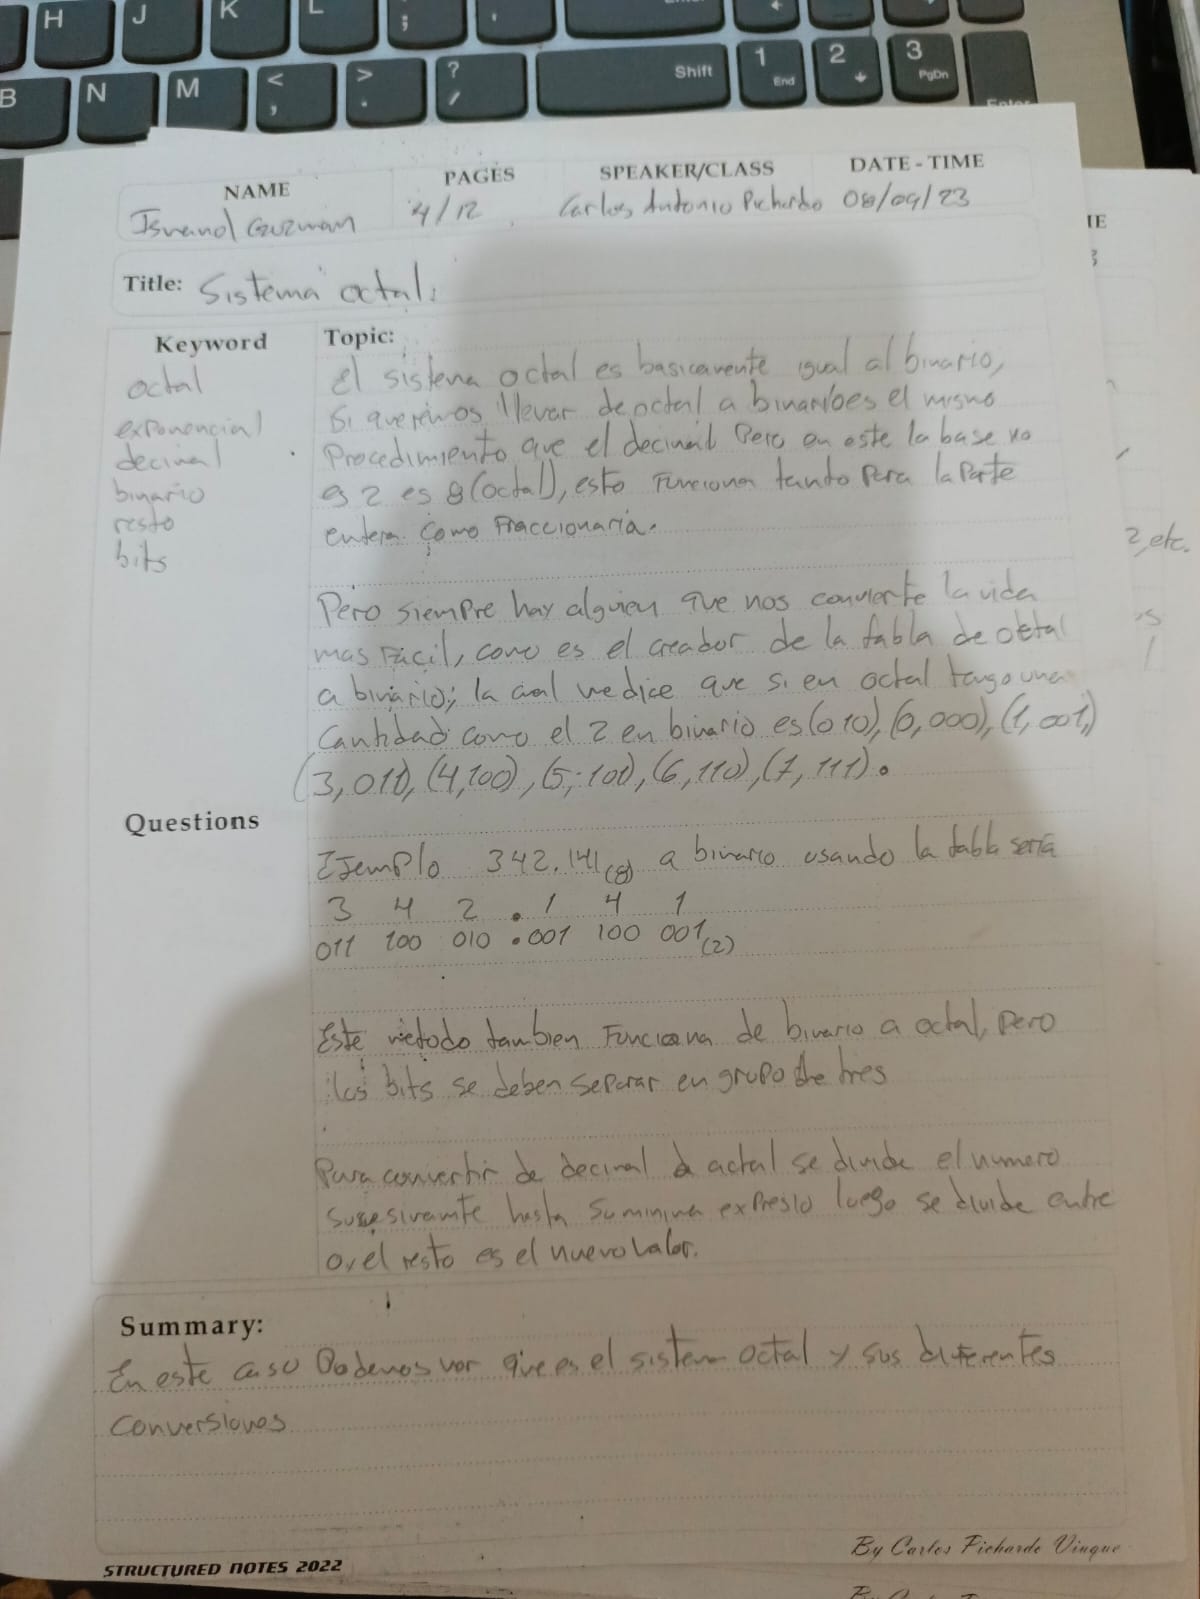 H J K L ; '
B N M < , > . ? / Shift 1 End 2 3 PgDn Enter
NAME PAGES SPEAKER/CLASS DATE - TIME
Guzman 4/12 Carlos Antonio Pichardo 08/09/23
Title: Sistema octal:
Keyword
octal
exponencial
decimal
binario
resto
bits
Topic:
El sistema octal es basicamente igual al binario,
Si queremos llevar de octal a binario es el mismo
Procedimiento que el decimal Pero en este la base no
es 2 es 8 (octal), esto Funciona tanto Para la Parte
entera como Fraccionaria.
Pero siempre hay alguien que nos convierte la vida
mas Facil, como es el creador de la tabla de octal
a binario; la cual me dice que si en octal tengo una
Cantidad como el 2 en binario es (010), (0,000), (1,001,)
(3,011), (4,100), (5,101), (6,110), (7,111).
Questions
Ejemplo 342.141(8) a binario usando la tabla seria
3 4 2 . 1 4 1
011 100 010 .001 100 001(2)
Este metodo tambien Funciona de binario a octal, Pero
los bits se deben separar en grupo de tres
Para convertir de decimal a actal se divide el numero
hasta su minima luego se divide entre
el resto es el nuevo valor.
Summary:
En este caso Podemos ver que es el sistema octal y sus diferentes
conversiones
STRUCTURED NOTES 2022
By Carlos Pichardo Viuque
IE
3
2, etc.